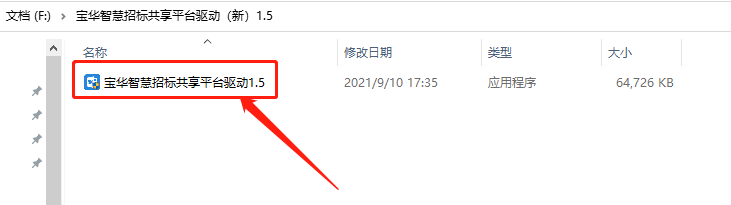 文档 (F:) › 宝华智慧招标共享平台驱动（新）1.5
名称 修改日期 类型 大小
宝华智慧招标共享平台驱动1.5 2021/9/10 17:35 应用程序 64,726 KB